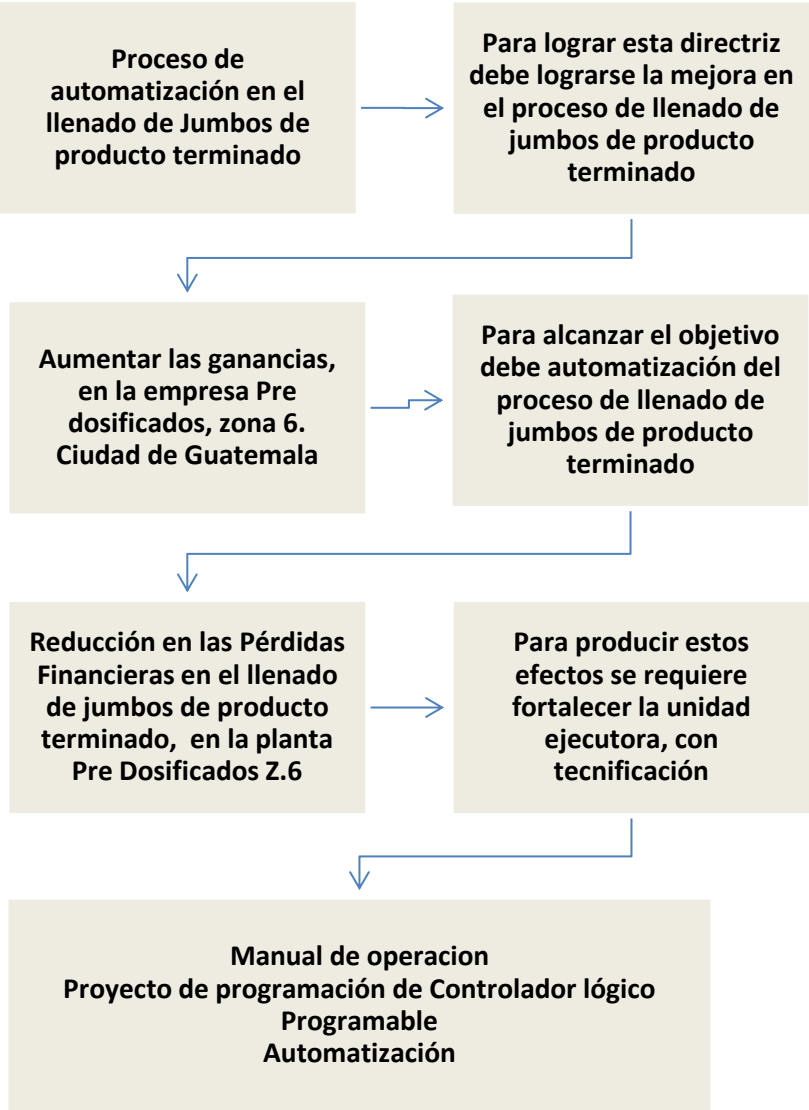 Proceso de
automatización en el
llenado de Jumbos de
producto terminado
Para lograr esta directriz
debe lograrse la mejora en
el proceso de llenado de
jumbos de producto
terminado
Aumentar las ganancias,
en la empresa Pre
dosificados, zona 6.
Ciudad de Guatemala
Para alcanzar el objetivo
debe automatización del
proceso de llenado de
jumbos de producto
terminado
Reducción en las Pérdidas
Financieras en el llenado
de jumbos de producto
terminado, en la planta
Pre Dosificados Z.6
Para producir estos
efectos se requiere
fortalecer la unidad
ejecutora, con
tecnificación
Manual de operacion
Proyecto de programación de Controlador lógico
Programable
Automatización